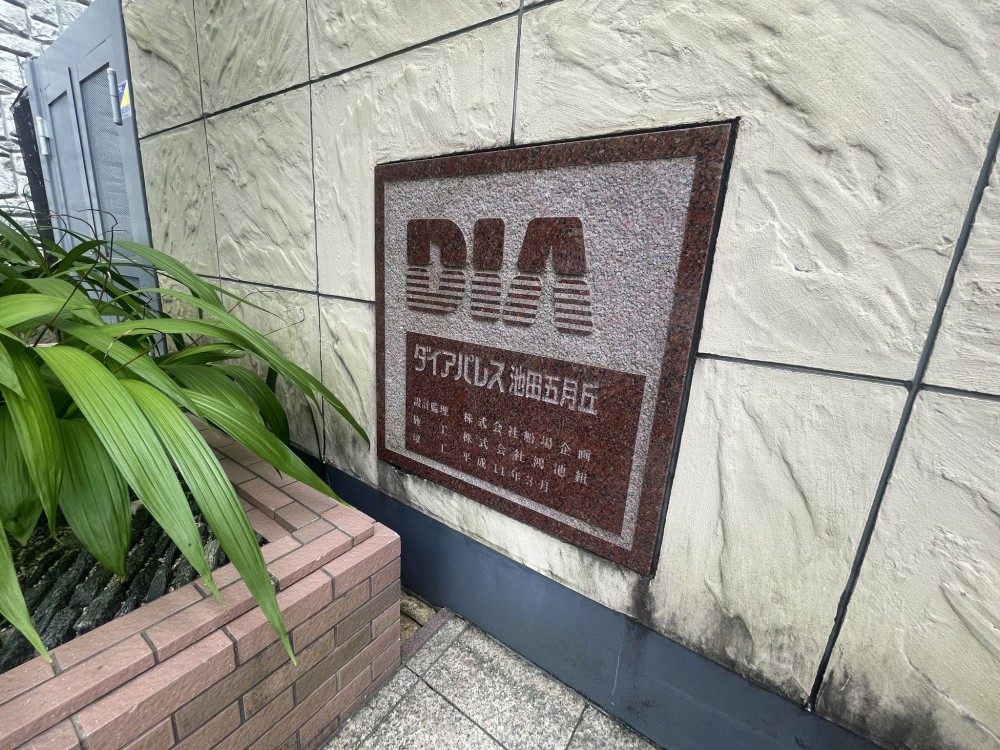 DIA
ダイアパレス 池田五月丘
設計監理 株式会社船場企画
施工 株式会社鴻池組
竣工 平成11年3月